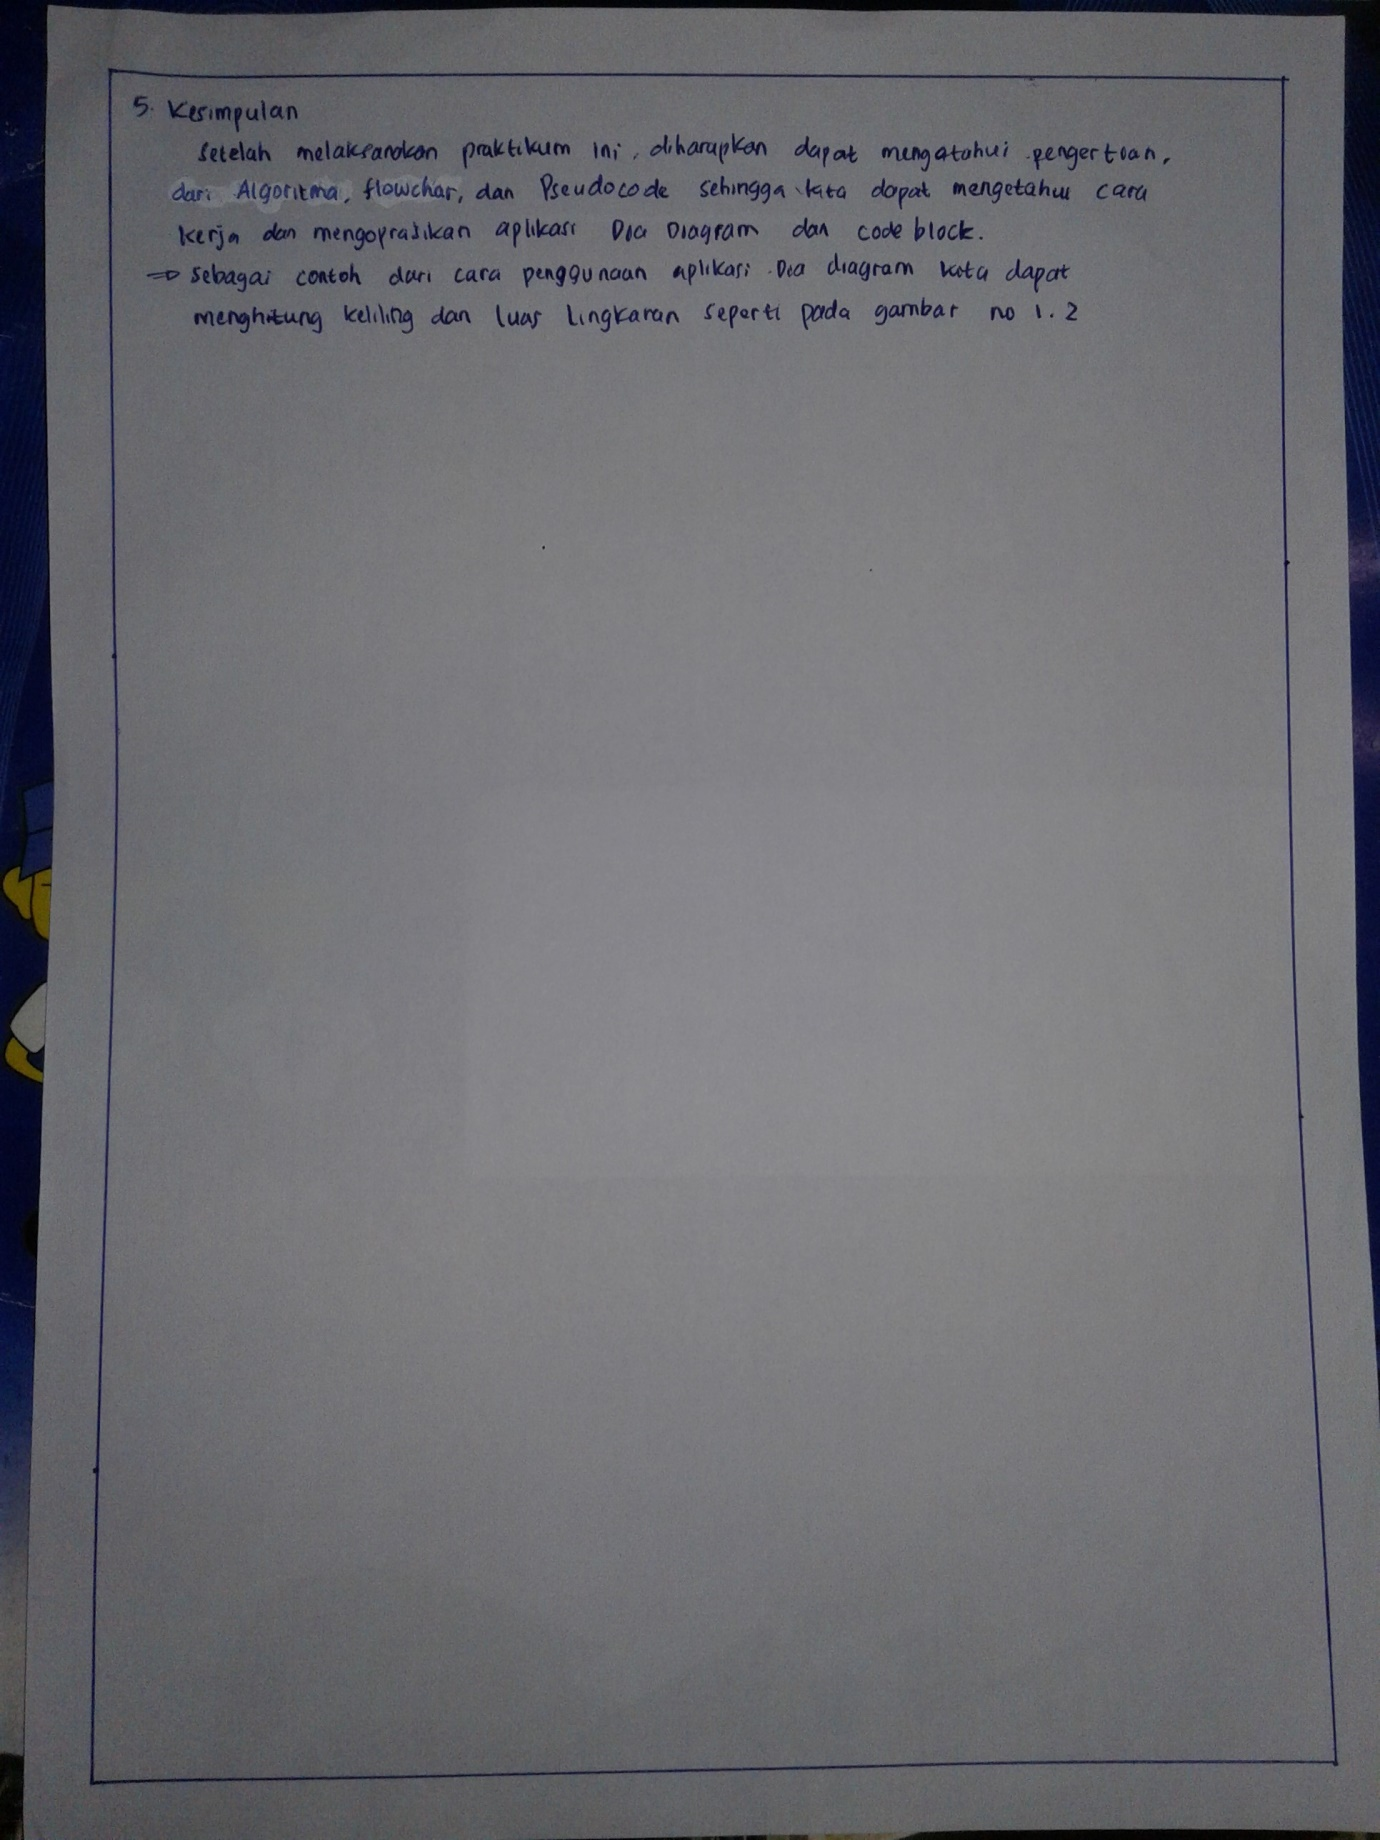 5. Kesimpulan
Setelah melaksanakan praktikum ini, diharapkan dapat mengatahui pengertian,
dari Algoritma, flowchar, dan Pseudocode sehingga kita dapat mengetahui cara
kerja dan mengoprasikan aplikasi Dia Diagram dan code block.
⇒ Sebagai contoh dari cara penggunaan aplikasi Dia diagram kita dapat
menghitung keliling dan luas Lingkaran seperti pada gambar no 1.2